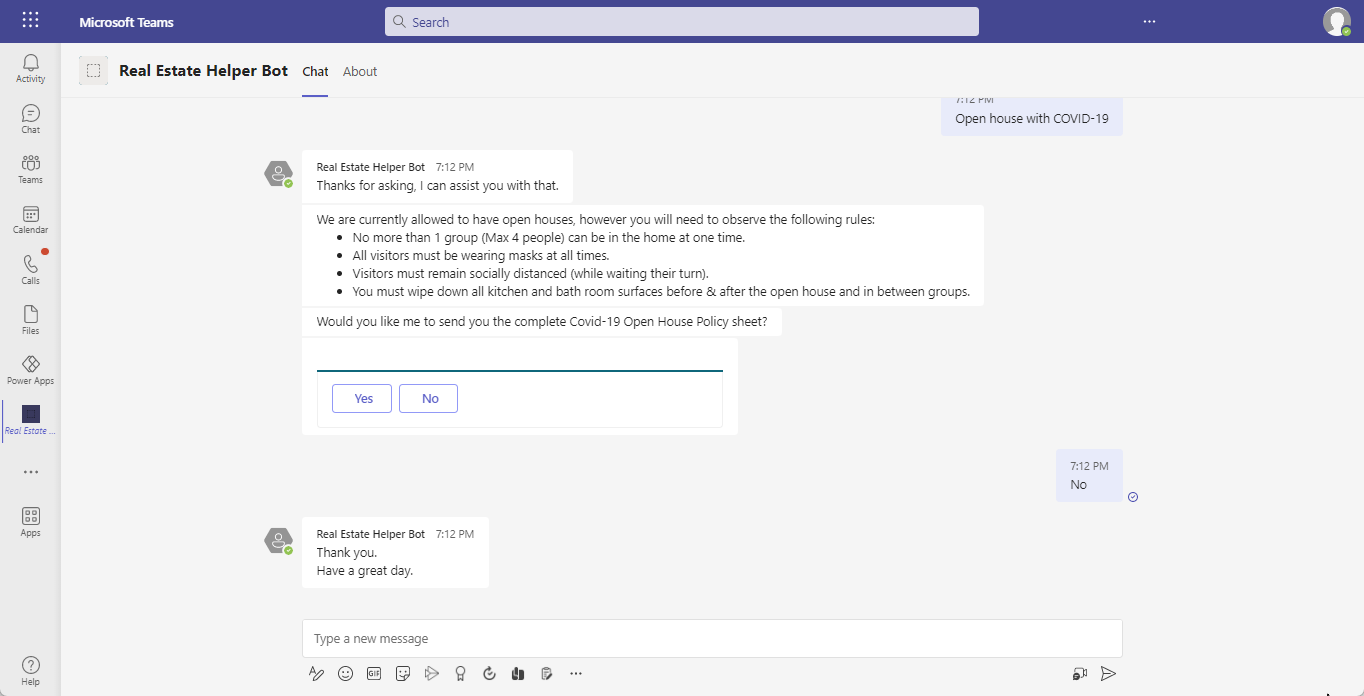 Microsoft Teams
Search
Activity
Chat
Teams
Calendar
Calls
Files
Power Apps
Real Estate ...
Apps
Help
Real Estate Helper Bot
Chat
About
7:12 PM
Open house with COVID-19
Real Estate Helper Bot 7:12 PM
Thanks for asking, I can assist you with that.
We are currently allowed to have open houses, however you will need to observe the following rules:
• No more than 1 group (Max 4 people) can be in the home at one time.
• All visitors must be wearing masks at all times.
• Visitors must remain socially distanced (while waiting their turn).
• You must wipe down all kitchen and bath room surfaces before & after the open house and in between groups.
Would you like me to send you the complete Covid-19 Open House Policy sheet?
Yes No
7:12 PM
No
Real Estate Helper Bot 7:12 PM
Thank you.
Have a great day.
Type a new message
GIF